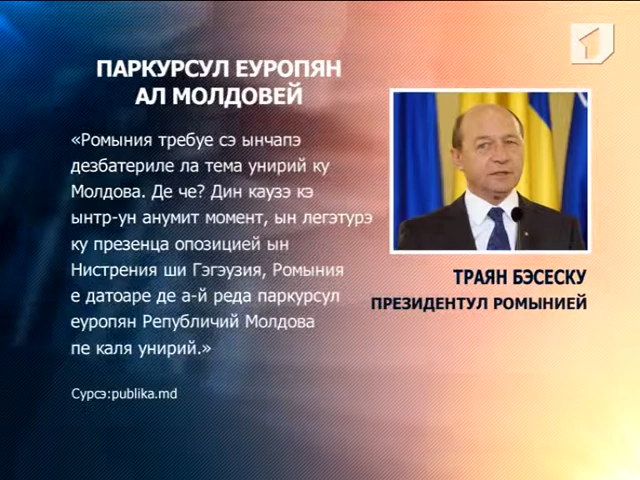 ПАРКУРСУЛ ЕУРОПЯН
АЛ МОЛДОВЕЙ
«Ромыния требуе сэ ынчапэ
дезбатериле ла тема унирий ку
Молдова. Де че? Дин каузэ кэ
ынтр-ун анумит момент, ын легэтурэ
ку презенца опозицией ын
Нистрения ши Гэгэузия, Ромыния
е датоаре де а-й реда паркурсул
еуропян Републичий Молдова
пе каля унирий.»
Сурсэ:publika.md
1
ТРАЯН БЭСЕСКУ
ПРЕЗИДЕНТУЛ РОМЫНИЕЙ